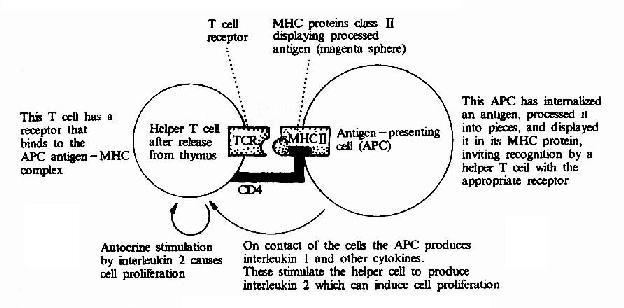 T cell
receptor
MHC proteins class II
displaying processed
antigen (magenta sphere)
This T cell has a
receptor that
binds to the
APC antigen-MHC
complex
Helper T cell
after release
from thymus
TCR
MHCII
CD4
Antigen-presenting
cell (APC)
This APC has internalized
an antigen, processed it
into pieces, and displayed
it in its MHC protein,
inviting recognition by a
helper T cell with the
appropriate receptor
Autocrine stimulation
by interleukin 2 causes
cell proliferation
On contact of the cells the APC produces
interleukin 1 and other cytokines.
These stimulate the helper cell to produce
interleukin 2 which can induce cell proliferation